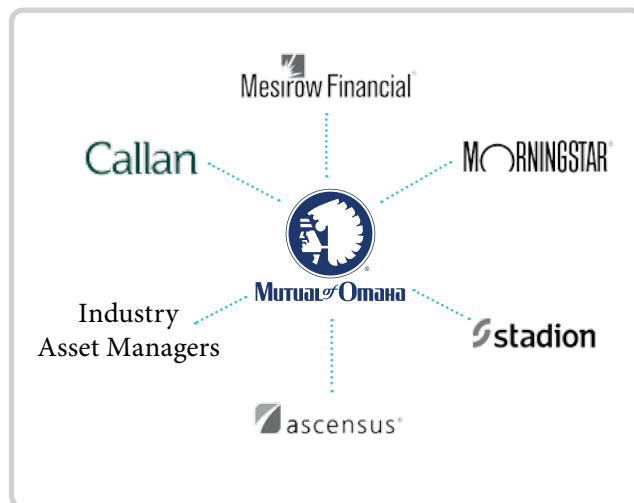 Mesirow Financial®
Callan
MORNINGSTAR®
MUTUAL of OMAHA
Industry
Asset Managers
stadion
ascensus®